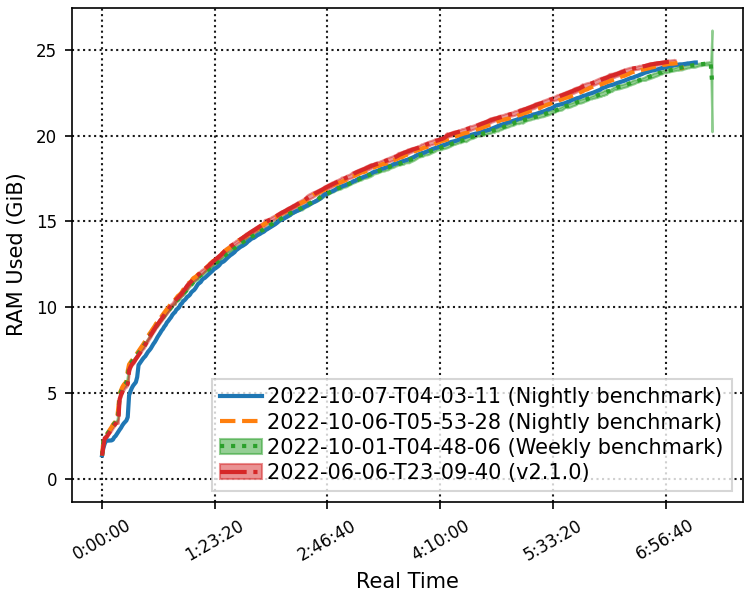 25
20
15
10
5
0
RAM Used (GiB)
2022-10-07-T04-03-11 (Nightly benchmark)
2022-10-06-T05-53-28 (Nightly benchmark)
2022-10-01-T04-48-06 (Weekly benchmark)
2022-06-06-T23-09-40 (v2.1.0)
0:00:00 1:23:20 2:46:40 4:10:00 5:33:20 6:56:40
Real Time